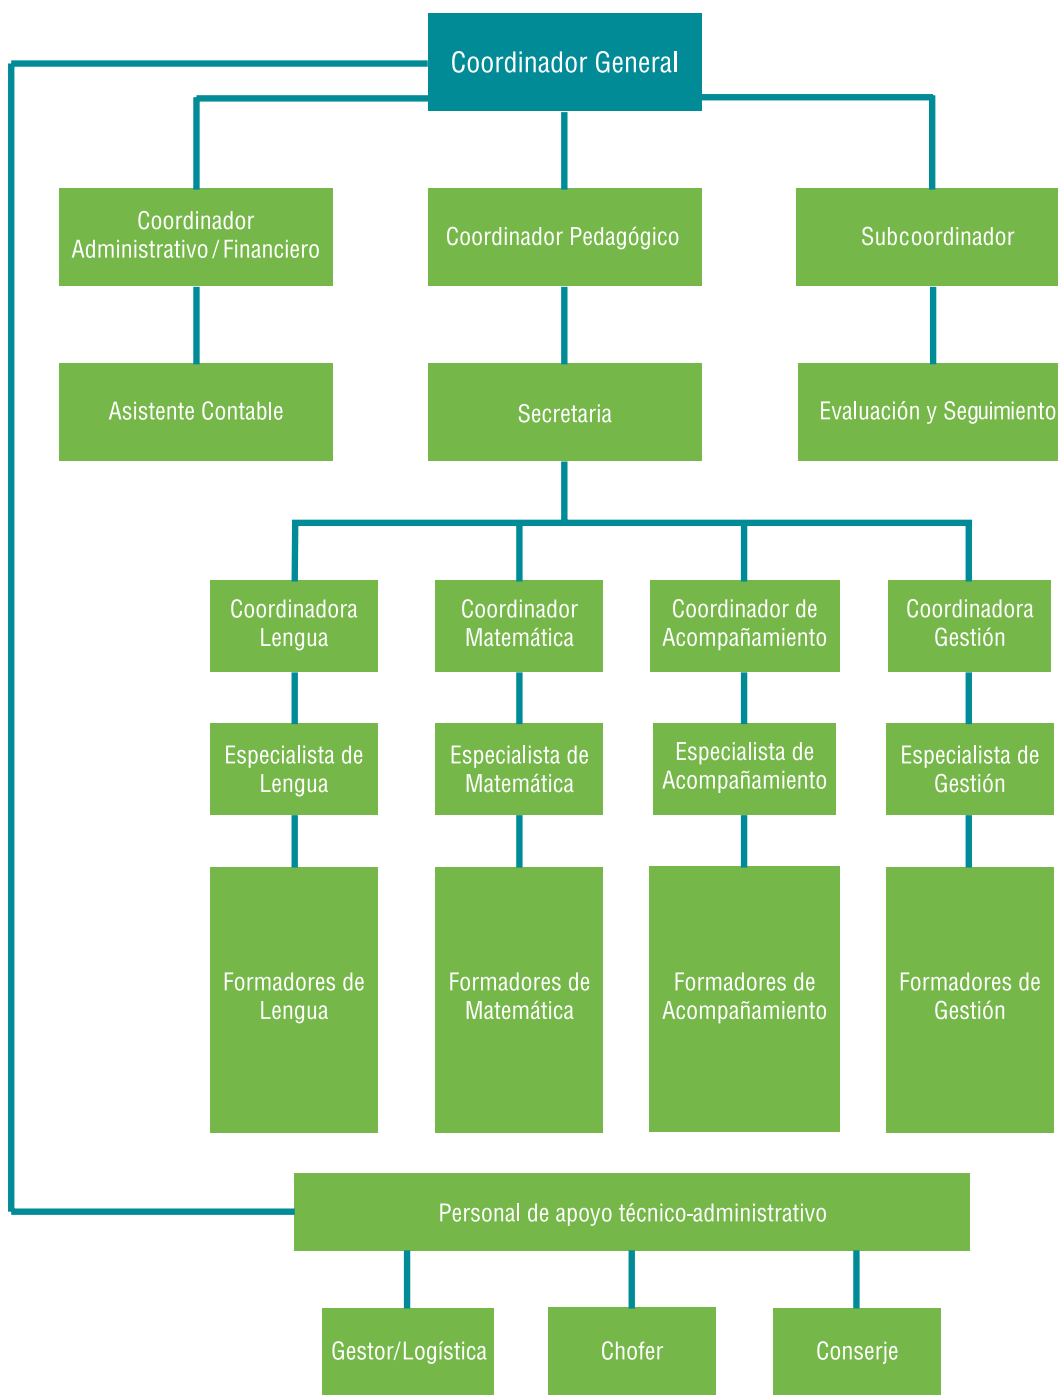 Coordinador General
Coordinador
Administrativo / Financiero
Coordinador Pedagógico
Subcoordinador
Asistente Contable
Secretaria
Evaluación y Seguimiento
Coordinadora
Lengua
Coordinador
Matemática
Coordinador de
Acompañamiento
Coordinadora
Gestión
Especialista de
Lengua
Especialista de
Matemática
Especialista de
Acompañamiento
Especialista de
Gestión
Formadores de
Lengua
Formadores de
Matemática
Formadores de
Acompañamiento
Formadores de
Gestión
Personal de apoyo técnico-administrativo
Gestor/Logística
Chofer
Conserje